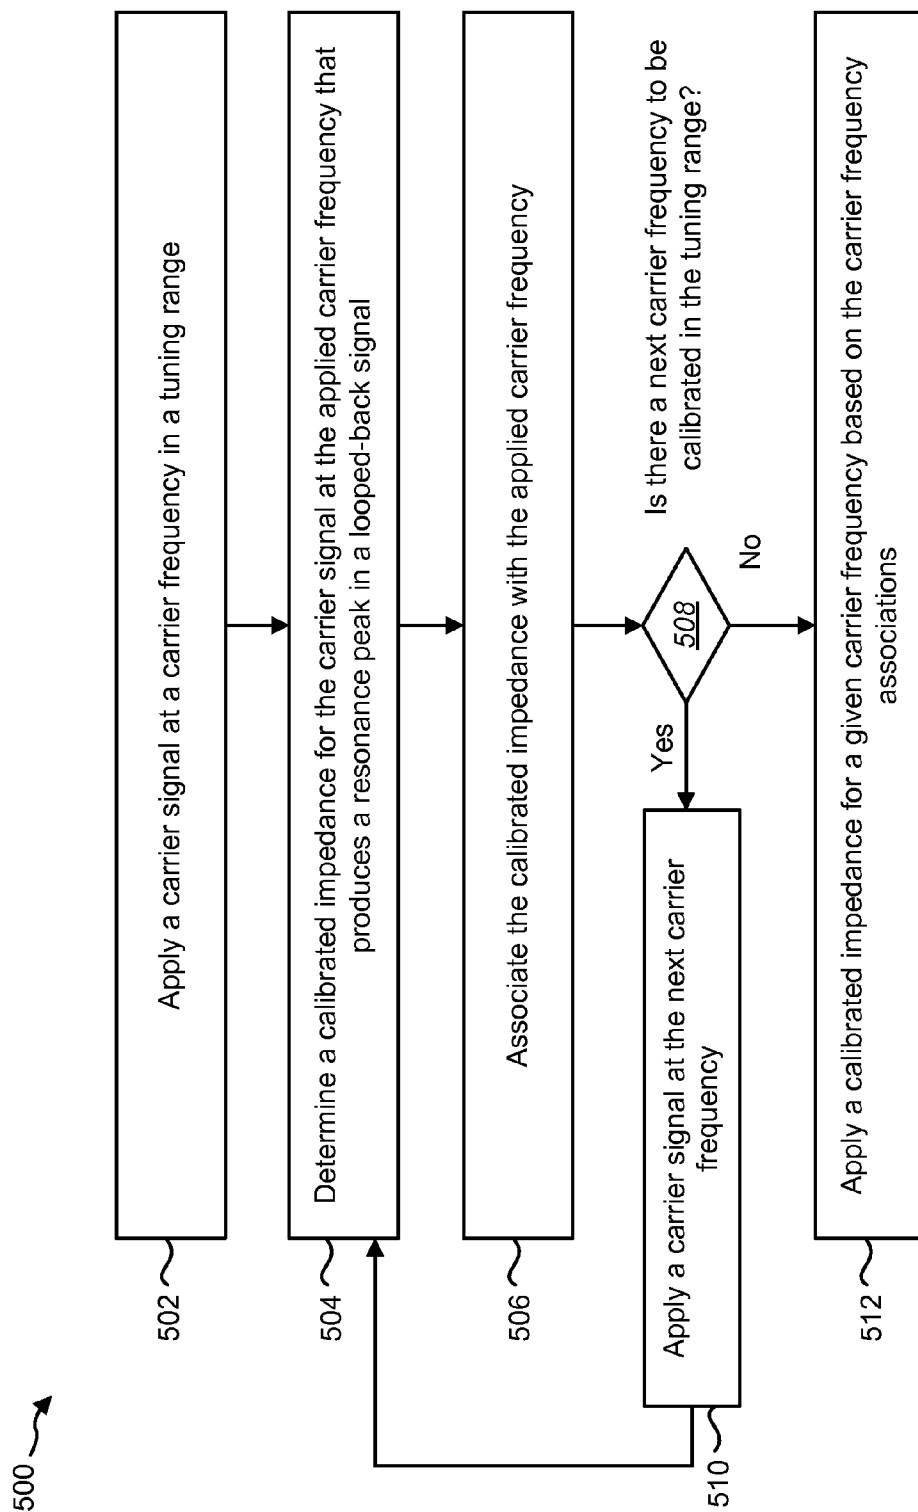 500
502
Apply a carrier signal at a carrier frequency in a tuning range
504
Determine a calibrated impedance for the carrier signal at the applied carrier frequency that
produces a resonance peak in a looped-back signal
506
Associate the calibrated impedance with the applied carrier frequency
508
Is there a next carrier frequency to be
calibrated in the tuning range?
Yes
No
510
Apply a carrier signal at the next carrier
frequency
512
Apply a calibrated impedance for a given carrier frequency based on the carrier frequency
associations